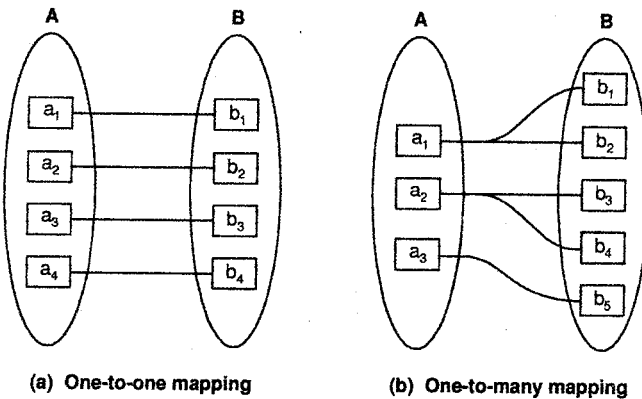 A B
a1 b1
a2 b2
a3 b3
a4 b4
(a) One-to-one mapping
A B
b1
a1 b2
a2 b3
b4
a3
b5
(b) One-to-many mapping